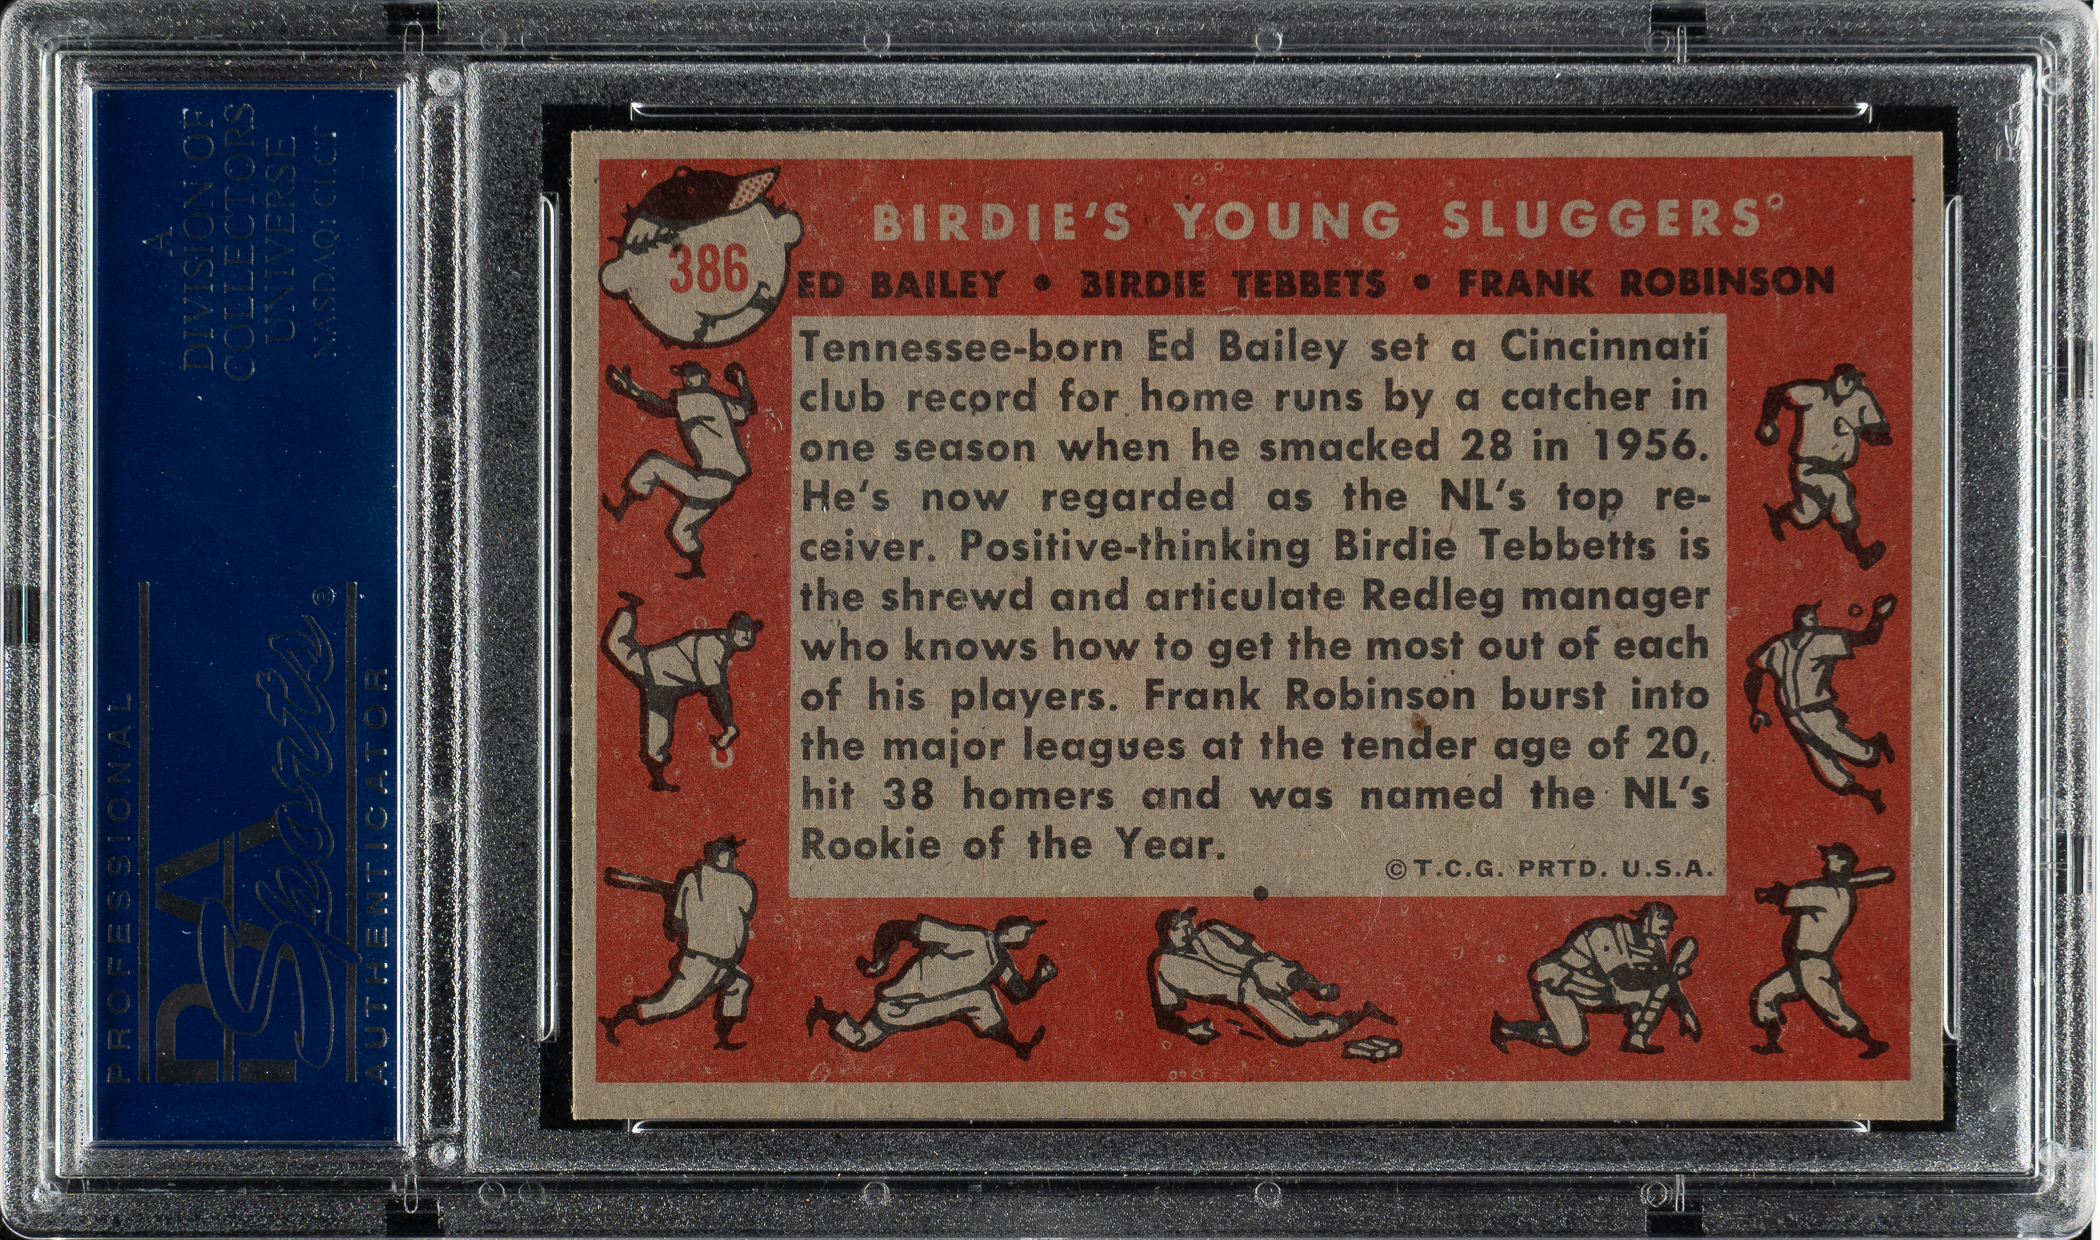 A
DIVISION OF
COLLECTORS
UNIVERSE
NASDAQ: CLCT
PROFESSIONAL
PSA
Sports®
AUTHENTICATOR
386
BIRDIE'S YOUNG SLUGGERS
ED BAILEY • BIRDIE TEBBETS • FRANK ROBINSON
Tennessee-born Ed Bailey set a Cincinnati
club record for home runs by a catcher in
one season when he smacked 28 in 1956.
He's now regarded as the NL's top re-
ceiver. Positive-thinking Birdie Tebbetts is
the shrewd and articulate Redleg manager
who knows how to get the most out of each
of his players. Frank Robinson burst into
the major leagues at the tender age of 20,
hit 38 homers and was named the NL's
Rookie of the Year.
© T.C.G. PRTD. U.S.A.